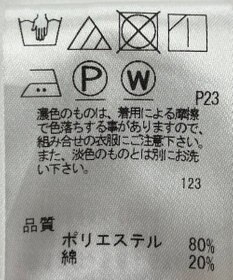 P W
P23
濃色のものは、着用による摩擦
で色落ちする事がありますので、
組み合せの衣服にご注意下さい。
また、淡色のものとは別にお洗
い下さい。
123
品質
ポリエステル 80%
綿 20%